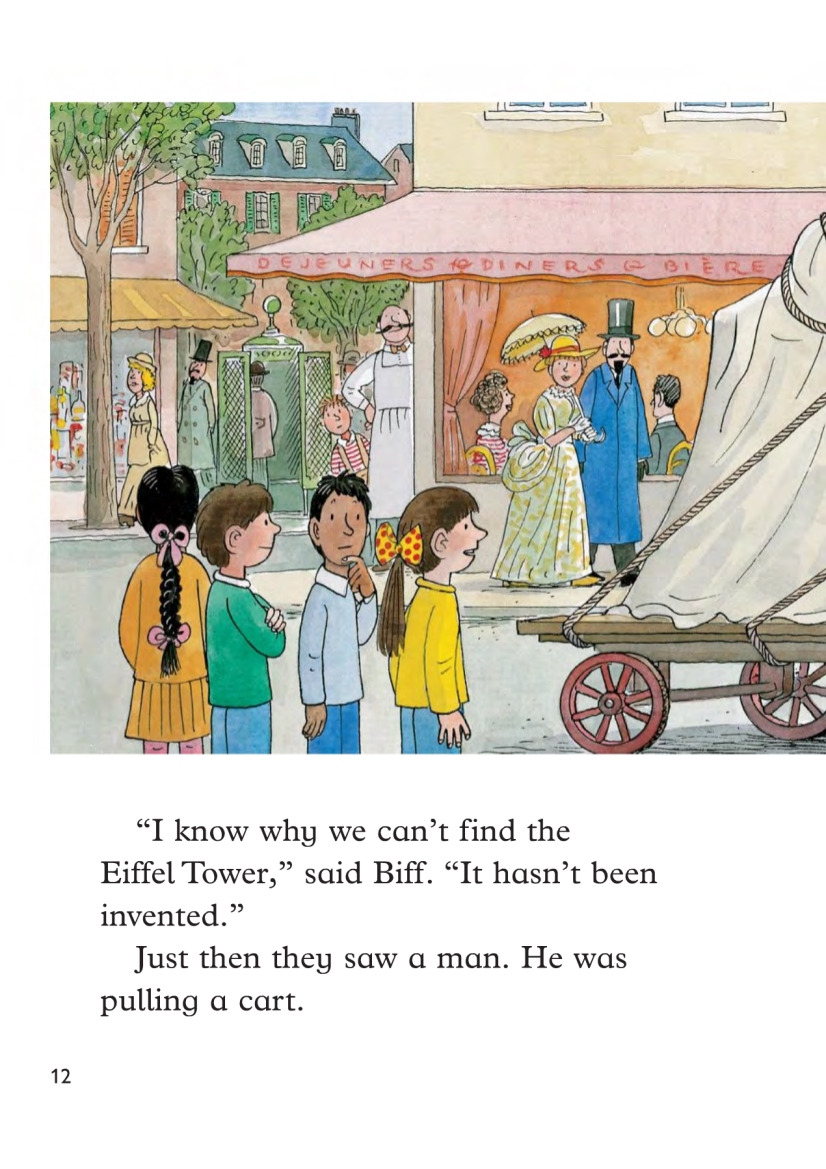 DEJEUNERS & DINERS & BIÈRE
“I know why we can’t find the
Eiffel Tower,” said Biff. “It hasn’t been
invented.”
Just then they saw a man. He was
pulling a cart.
12